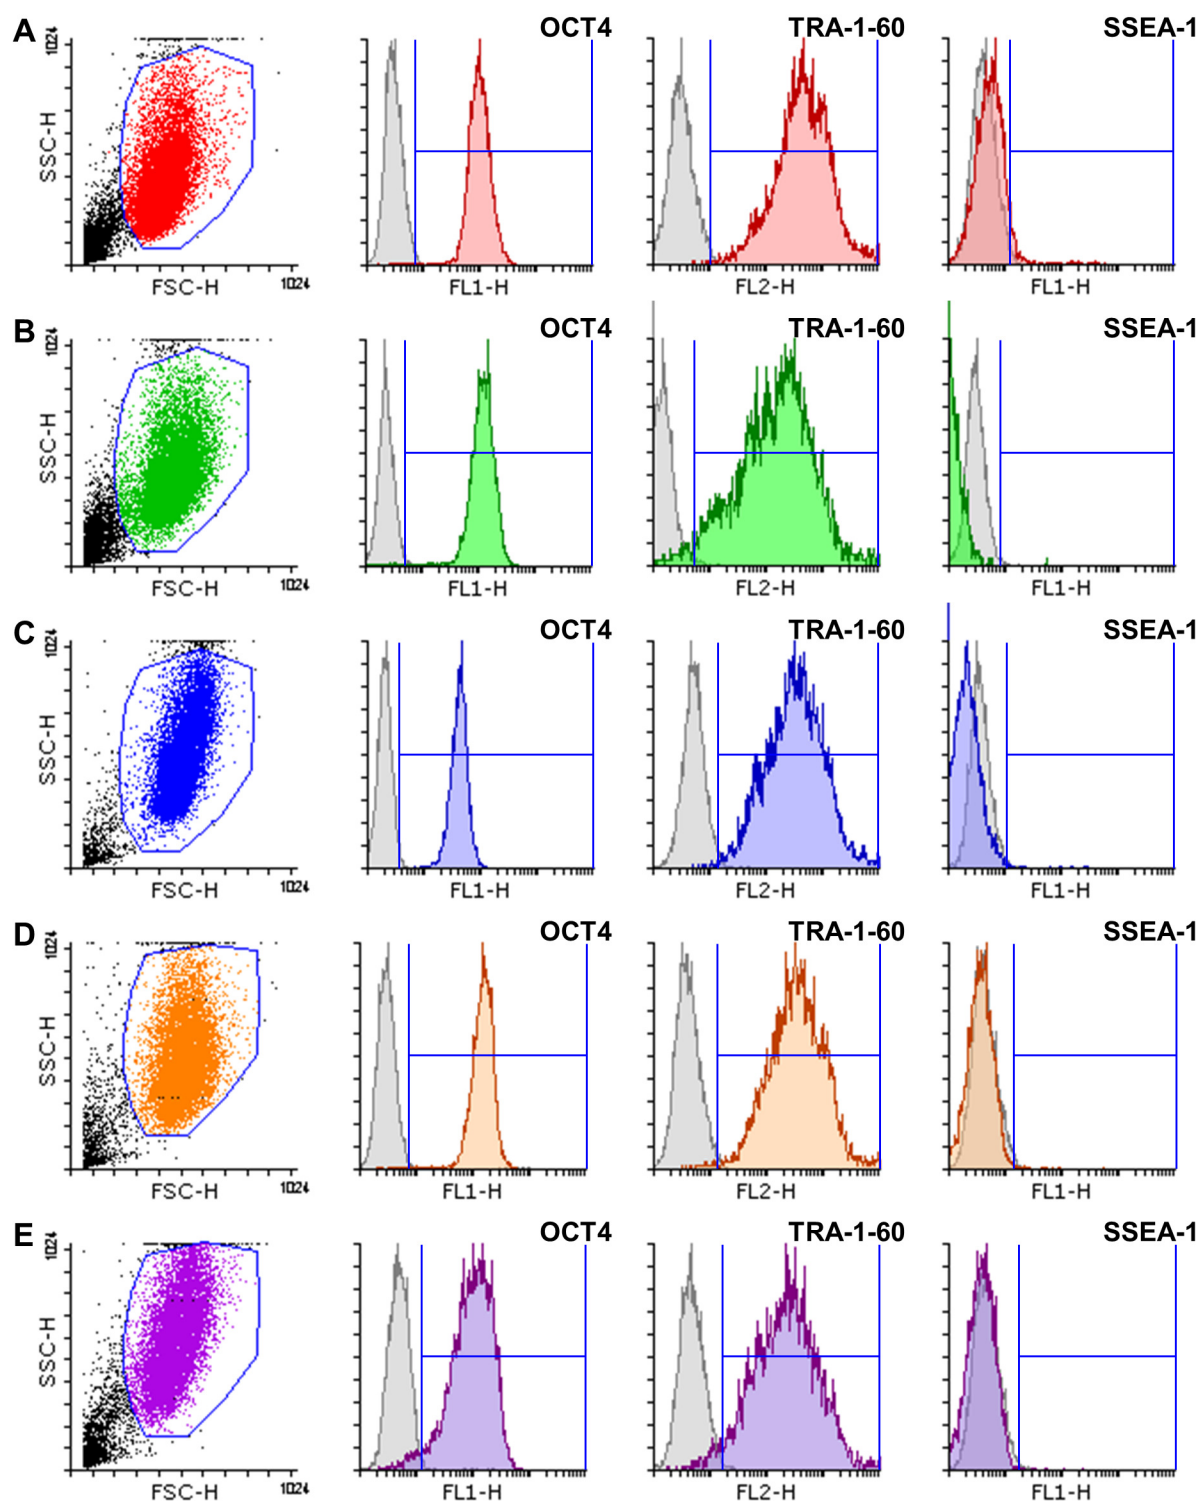 A OCT4 TRA-1-60 SSEA-1
1024
SSC-H
FSC-H 1024 FL1-H FL2-H FL1-H
B OCT4 TRA-1-60 SSEA-1
1024
SSC-H
FSC-H 1024 FL1-H FL2-H FL1-H
C OCT4 TRA-1-60 SSEA-1
1024
SSC-H
FSC-H 1024 FL1-H FL2-H FL1-H
D OCT4 TRA-1-60 SSEA-1
1024
SSC-H
FSC-H 1024 FL1-H FL2-H FL1-H
E OCT4 TRA-1-60 SSEA-1
1024
SSC-H
FSC-H 1024 FL1-H FL2-H FL1-H